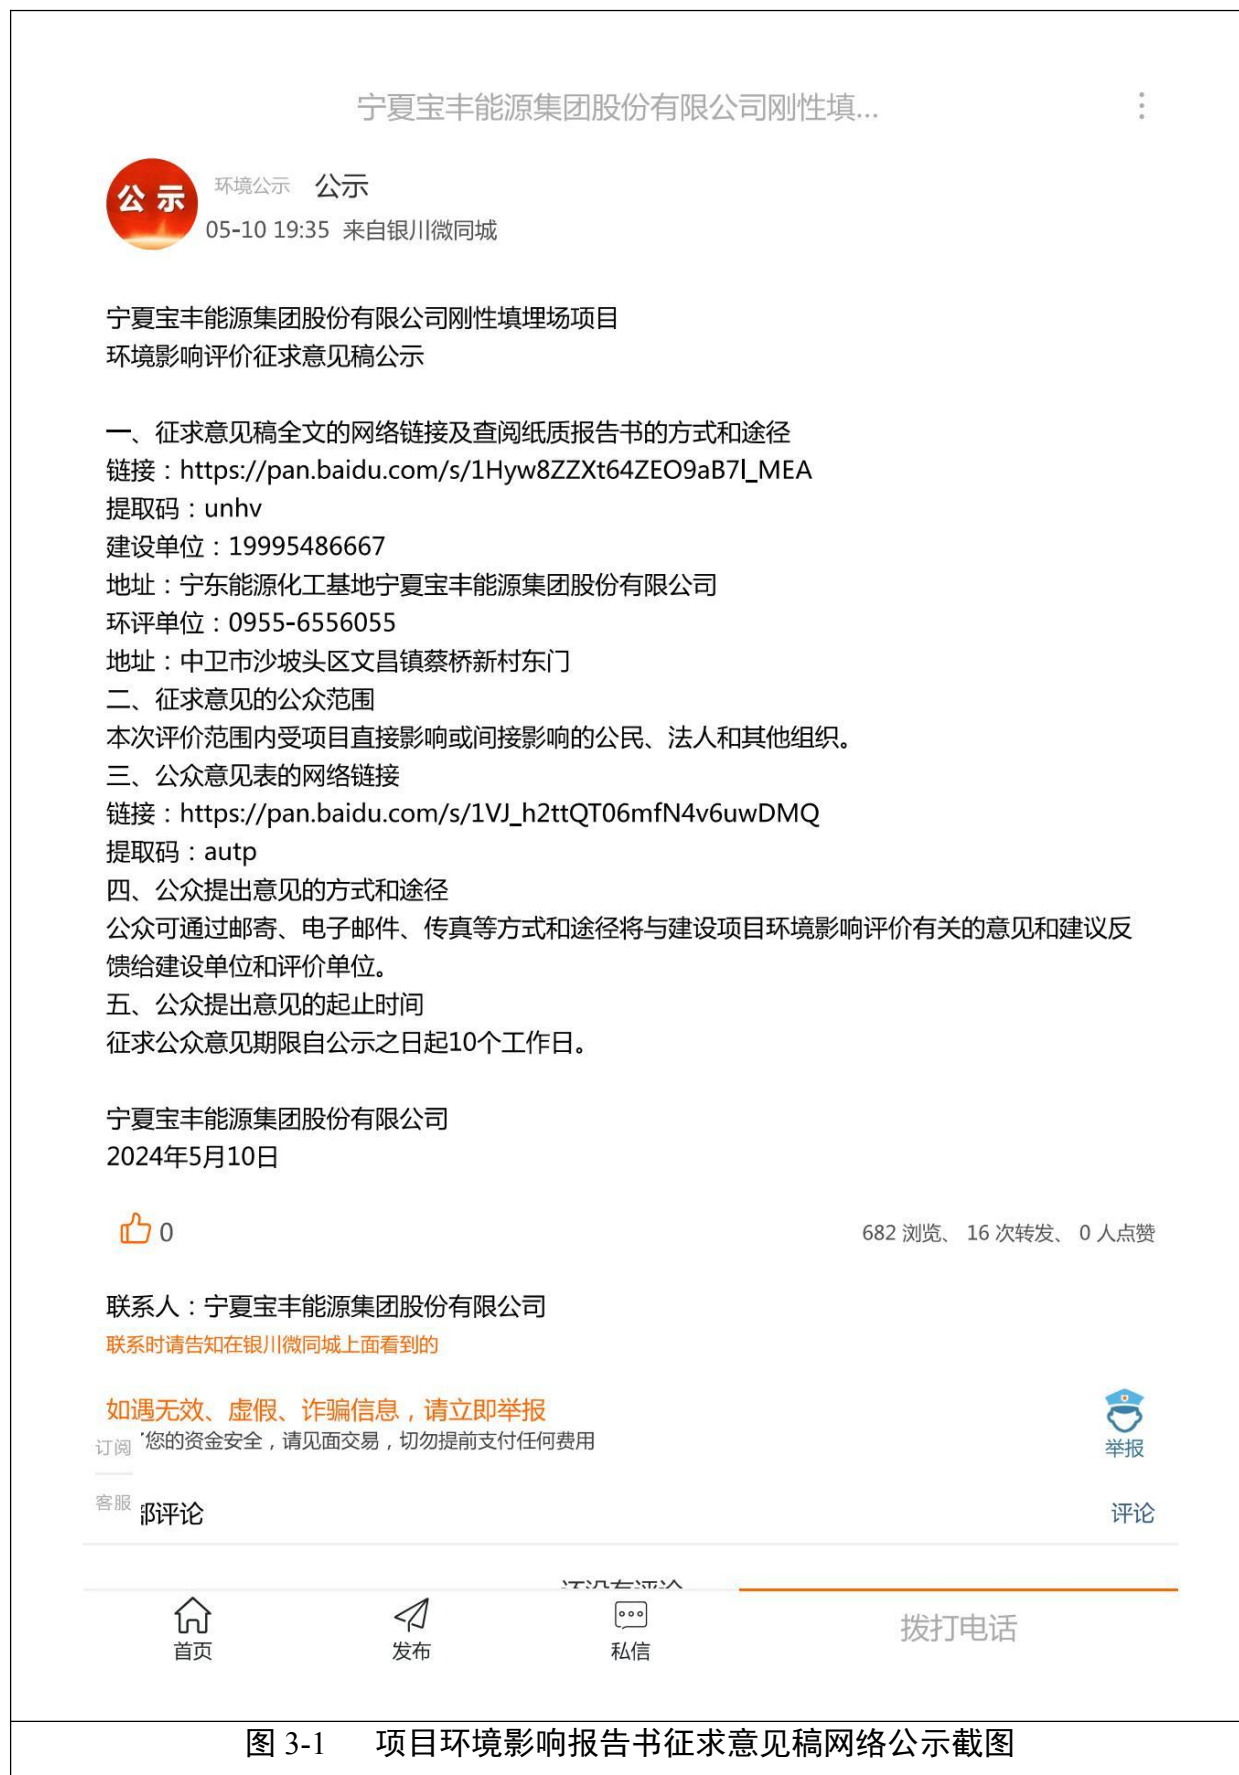 宁夏宝丰能源集团股份有限公司刚性填...
公 示
环境公示 公示
05-10 19:35 来自银川微同城
宁夏宝丰能源集团股份有限公司刚性填埋场项目
环境影响评价征求意见稿公示
一、征求意见稿全文的网络链接及查阅纸质报告书的方式和途径
链接：https://pan.baidu.com/s/1Hyw8ZZXt64ZEO9aB7l_MEA
提取码：unhv
建设单位：19995486667
地址：宁东能源化工基地宁夏宝丰能源集团股份有限公司
环评单位：0955-6556055
地址：中卫市沙坡头区文昌镇蔡桥新村东门
二、征求意见的公众范围
本次评价范围内受项目直接影响或间接影响的公民、法人和其他组织。
三、公众意见表的网络链接
链接：https://pan.baidu.com/s/1VJ_h2ttQT06mfN4v6uwDMQ
提取码：autp
四、公众提出意见的方式和途径
公众可通过邮寄、电子邮件、传真等方式和途径将与建设项目环境影响评价有关的意见和建议反
馈给建设单位和评价单位。
五、公众提出意见的起止时间
征求公众意见期限自公示之日起10个工作日。
宁夏宝丰能源集团股份有限公司
2024年5月10日
0
682 浏览、 16 次转发、 0 人点赞
联系人：宁夏宝丰能源集团股份有限公司
联系时请告知在银川微同城上面看到的
如遇无效、虚假、诈骗信息，请立即举报
订阅 您的资金安全，请见面交易，切勿提前支付任何费用
举报
客服 部评论
评论
还没有评论
首页
发布
私信
拨打电话
图 3-1 项目环境影响报告书征求意见稿网络公示截图